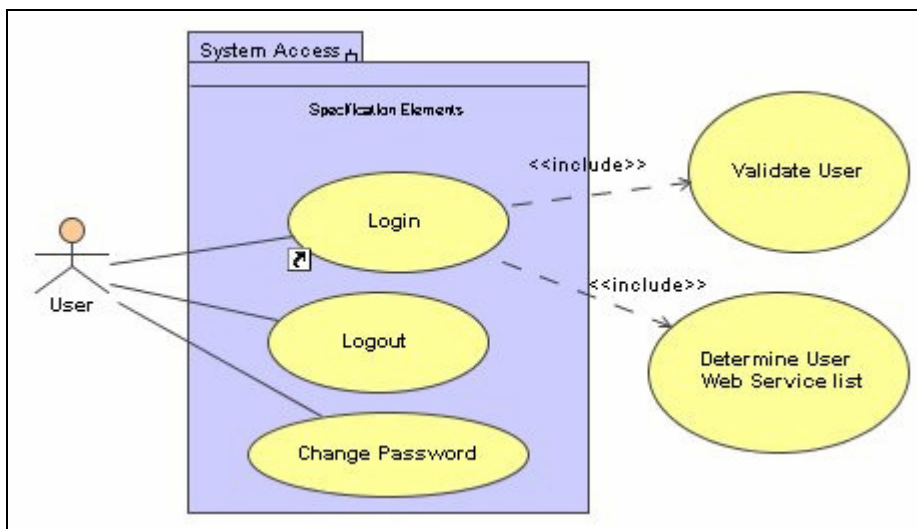 System Access
Specification Elements
<<include>>
Validate User
Login
<<include>>
User
Logout
Determine User
Web Service list
Change Password